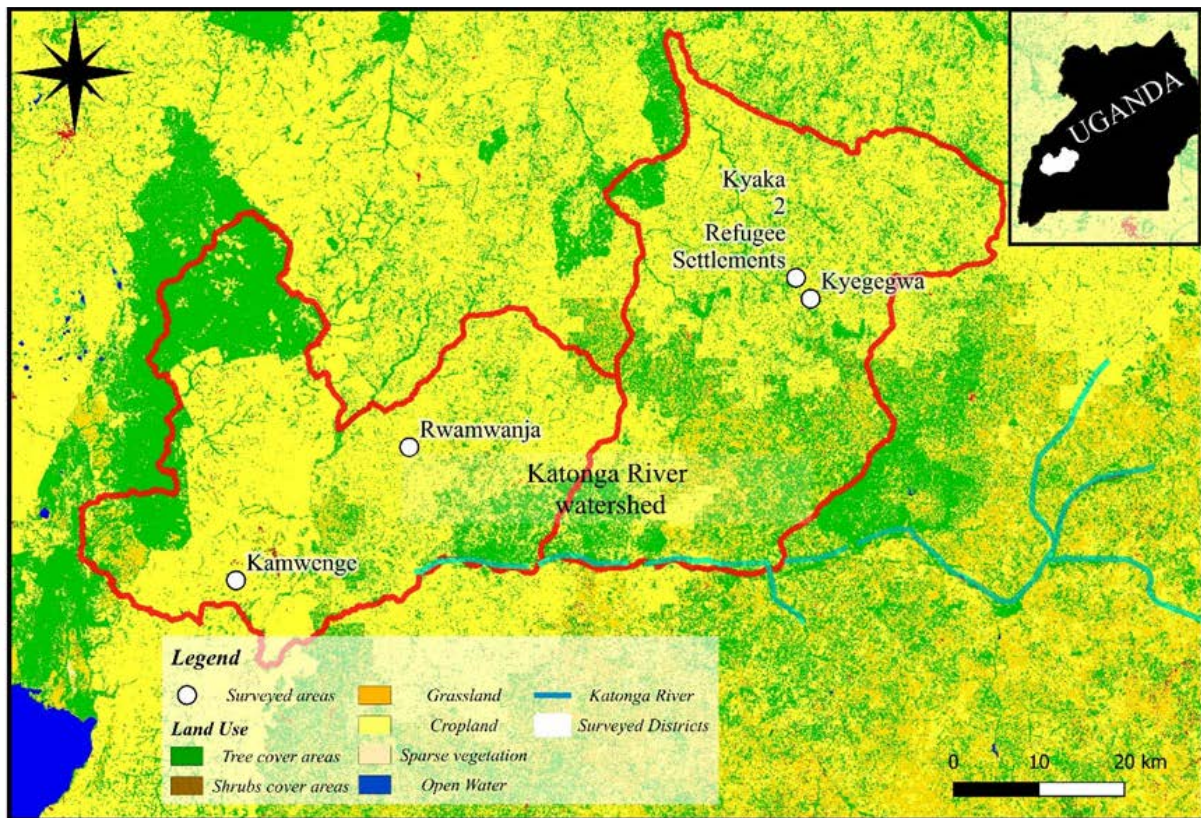 UGANDA
Kyaka
2
Refugee
Settlements
Kyegegwa
Rwamwanja
Katonga River
watershed
Kamwenge
Legend
Surveyed areas
Land Use
Tree cover areas
Shrubs cover areas
Grassland
Cropland
Sparse vegetation
Open Water
Katonga River
Surveyed Districts
0 10 20 km